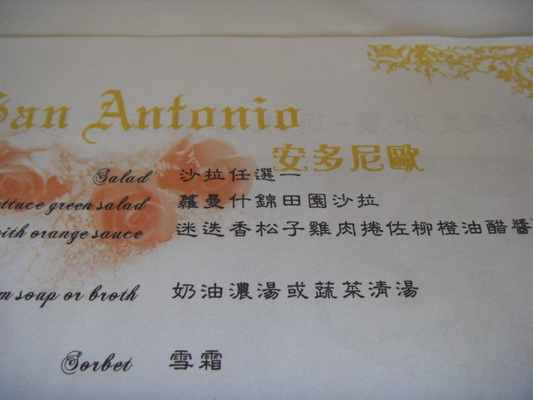 San Antonio
安多尼歐
Salad 沙拉任選一
ettuce green salad 蘿曼什錦田園沙拉
with orange sauce 迷迭香松子雞肉捲佐柳橙油醋醬
m soup or broth 奶油濃湯或蔬菜清湯
Sorbet 雪霜